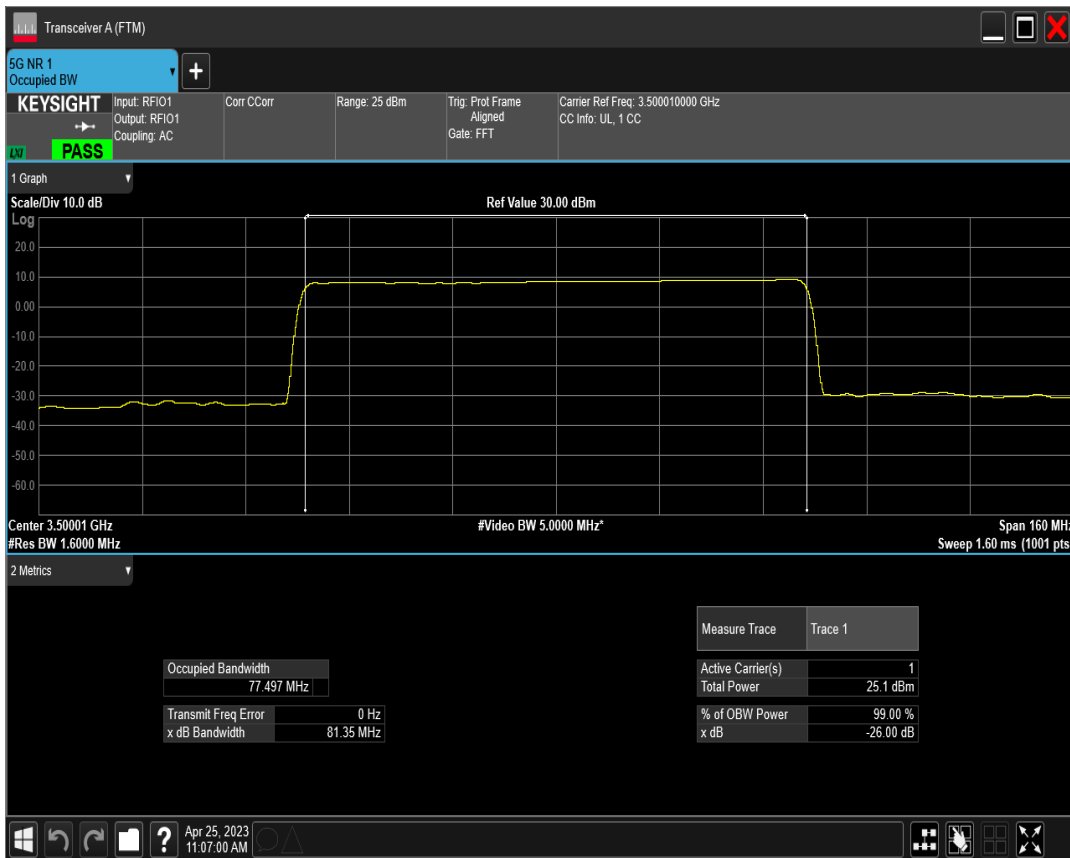 Transceiver A (FTM)
5G NR 1
Occupied BW
+
KEYSIGHT
LXI
PASS
Input: RFIO1
Output: RFIO1
Coupling: AC
Corr CCorr
Range: 25 dBm
Trig: Prot Frame
Aligned
Gate: FFT
Carrier Ref Freq: 3.500010000 GHz
CC Info: UL, 1 CC
1 Graph
Scale/Div 10.0 dB
Ref Value 30.00 dBm
Log
20.0
10.0
0.00
-10.0
-20.0
-30.0
-40.0
-50.0
-60.0
Center 3.50001 GHz
#Video BW 5.0000 MHz*
Span 160 MHz
#Res BW 1.6000 MHz
Sweep 1.60 ms (1001 pts
2 Metrics
Measure Trace Trace 1
Occupied Bandwidth
77.497 MHz
Active Carrier(s) 1
Total Power 25.1 dBm
Transmit Freq Error 0 Hz
x dB Bandwidth 81.35 MHz
% of OBW Power 99.00 %
x dB -26.00 dB
?
Apr 25, 2023
11:07:00 AM